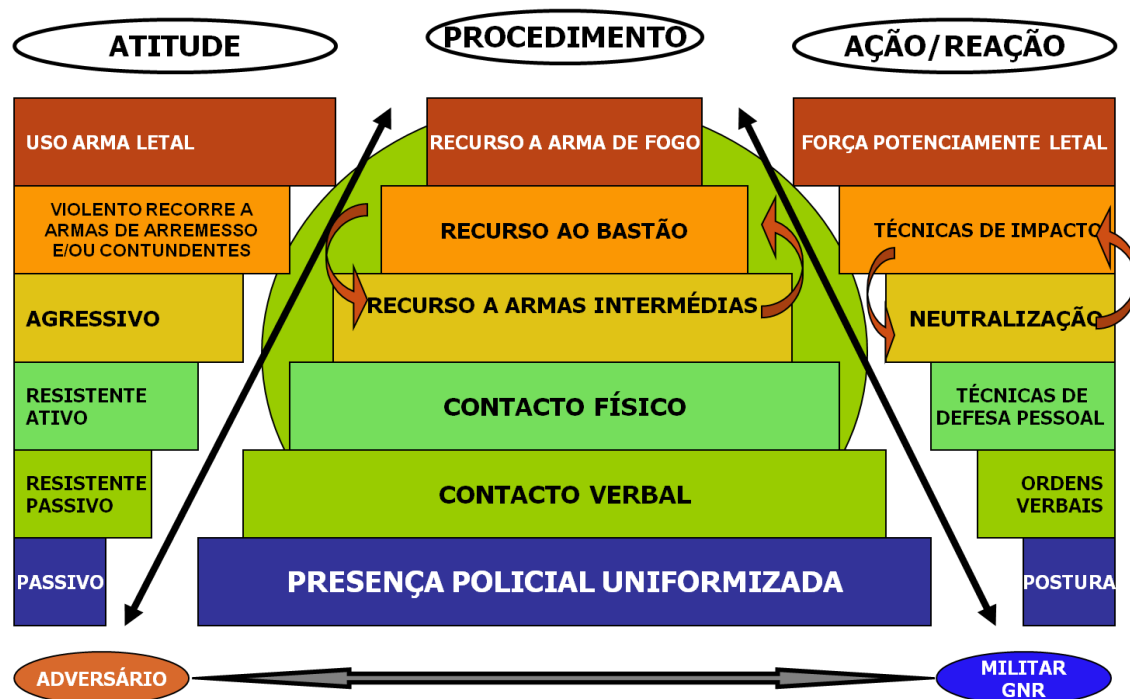 ATITUDE
PROCEDIMENTO
AÇÃO/REAÇÃO
USO ARMA LETAL
RECURSO A ARMA DE FOGO
FORÇA POTENCIAMENTE LETAL
VIOLENTO RECORRE A
ARMAS DE ARREMESSO
E/OU CONTUNDENTES
RECURSO AO BASTÃO
TÉCNICAS DE IMPACTO
AGRESSIVO
RECURSO A ARMAS INTERMÉDIAS
NEUTRALIZAÇÃO
RESISTENTE
ATIVO
CONTACTO FÍSICO
TÉCNICAS DE
DEFESA PESSOAL
RESISTENTE
PASSIVO
CONTACTO VERBAL
ORDENS
VERBAIS
PASSIVO
PRESENÇA POLICIAL UNIFORMIZADA
POSTURA
ADVERSÁRIO
MILITAR
GNR